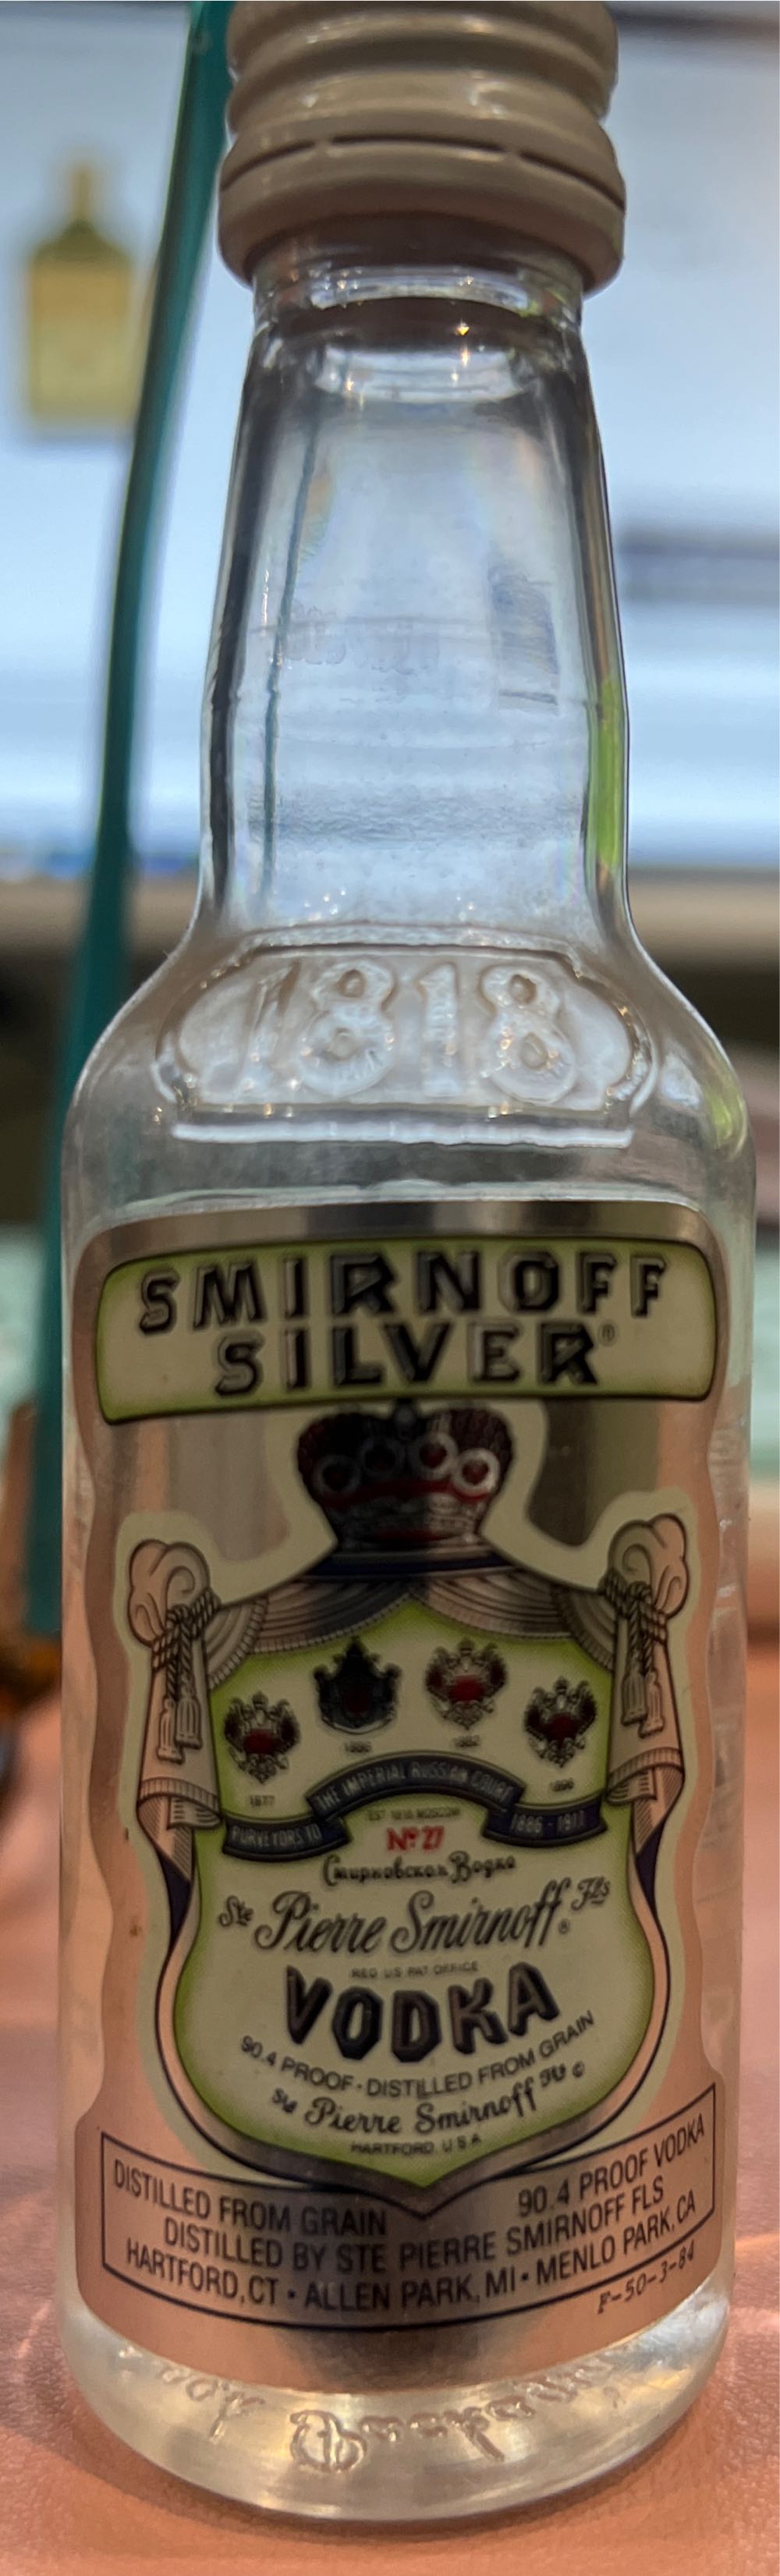 1818
SMIRNOFF
SILVER®
1886 1882
1877 1896
THE IMPERIAL RUSSIAN COURT
PURVEYORS TO 1886 - 1917
EST 1818 MOSCOW
Nº 27
Смирновская Водка
Ste Pierre Smirnoff® Fls
REG US PAT OFFICE
VODKA
90.4 PROOF · DISTILLED FROM GRAIN
Ste Pierre Smirnoff Fls
HARTFORD U S A
DISTILLED FROM GRAIN 90.4 PROOF VODKA
DISTILLED BY STE PIERRE SMIRNOFF FLS
HARTFORD, CT · ALLEN PARK, MI · MENLO PARK, CA
F-50-3-84